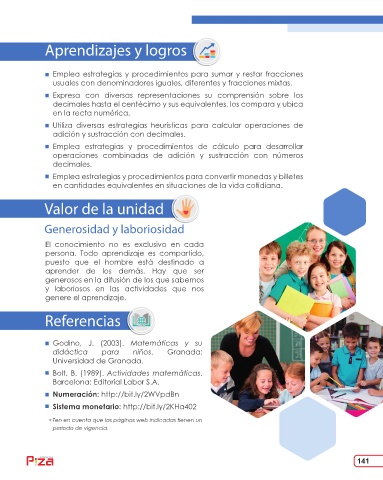 Aprendizajes y logros
Emplea estrategias y procedimientos para sumar y restar fracciones
usuales con denominadores iguales, diferentes y fracciones mixtas.
Expresa con diversas representaciones su comprensión sobre los
decimales hasta el centécimo y sus equivalentes, los compara y ubica
en la recta numérica.
Utiliza diversas estrategias heurísticas para calcular operaciones de
adición y sustracción con decimales.
Emplea estrategias y procedimientos de cálculo para desarrollar
operaciones combinadas de adición y sustracción con números
decimales.
Emplea estrategias y procedimientos para convertir monedas y billetes
en cantidades equivalentes en situaciones de la vida cotidiana.
Valor de la unidad
Generosidad y laboriosidad
El conocimiento no es exclusivo en cada
persona. Todo aprendizaje es compartido,
puesto que el hombre está destinado a
aprender de los demás. Hay que ser
generosos en la difusión de los que sabemos
y laboriosos en las actividades que nos
genere el aprendizaje.
Referencias
Godino, J. (2003). Matemáticas y su
didáctica para niños. Granada:
Universidad de Granada.
Bolt, B. (1989). Actividades matemáticas.
Barcelona: Editorial Labor S.A.
Numeración: http://bit.ly/2WVpdBn
Sistema monetario: http://bit.ly/2KHa402
* Ten en cuenta que las páginas web indicadas tienen un
periodo de vigencia.
141